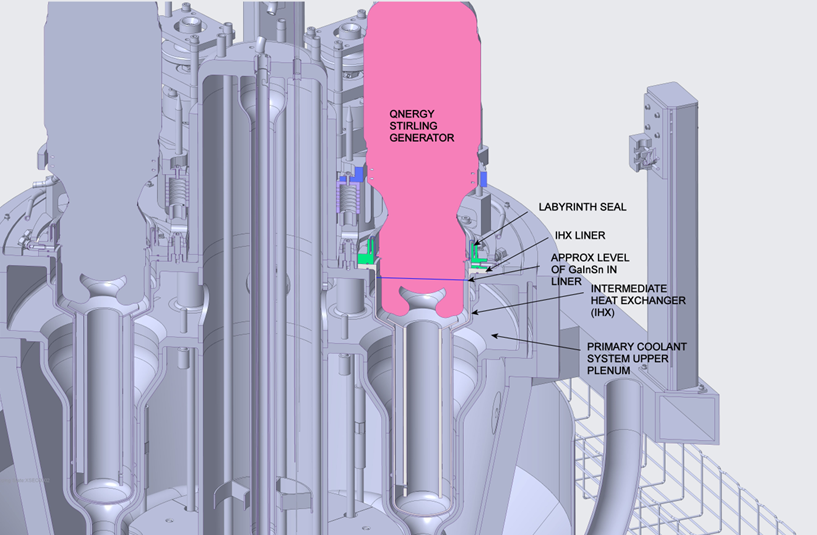 QNERGY
STIRLING
GENERATOR
LABYRINTH SEAL
IHX LINER
APPROX LEVEL
OF GaInSn IN
LINER
INTERMEDIATE
HEAT EXCHANGER
(IHX)
PRIMARY COOLANT
SYSTEM UPPER
PLENUM